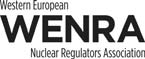 Western European
WENRA
Nuclear Regulators Association